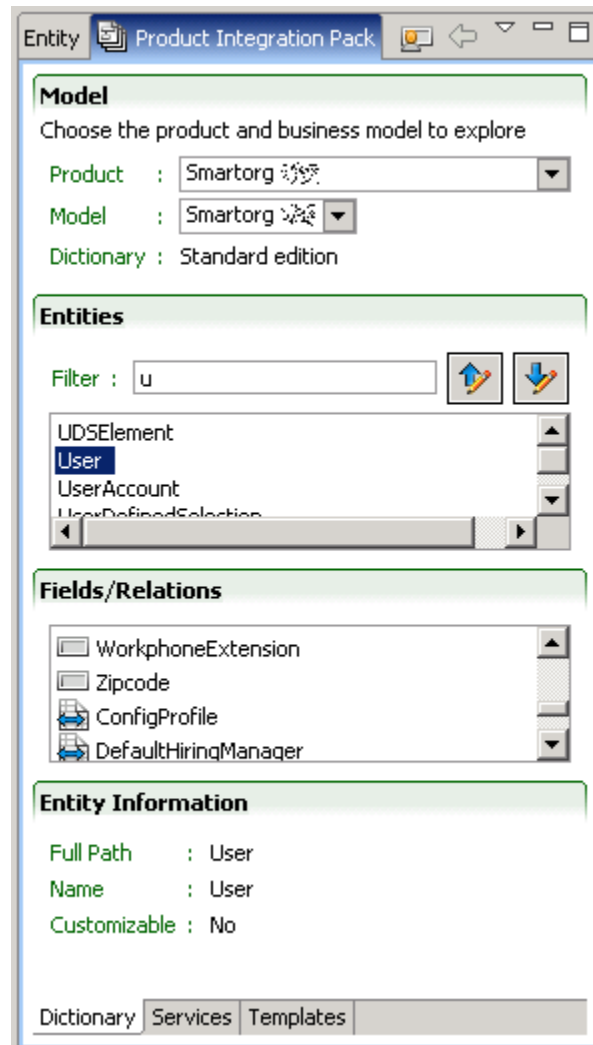 Entity Product Integration Pack
Model
Choose the product and business model to explore
Product : Smartorg
Model : Smartorg
Dictionary : Standard edition
Entities
Filter : u
UDSElement
User
UserAccount
UserDefinedSelection
Fields/Relations
WorkphoneExtension
Zipcode
ConfigProfile
DefaultHiringManager
Entity Information
Full Path : User
Name : User
Customizable : No
Dictionary Services Templates